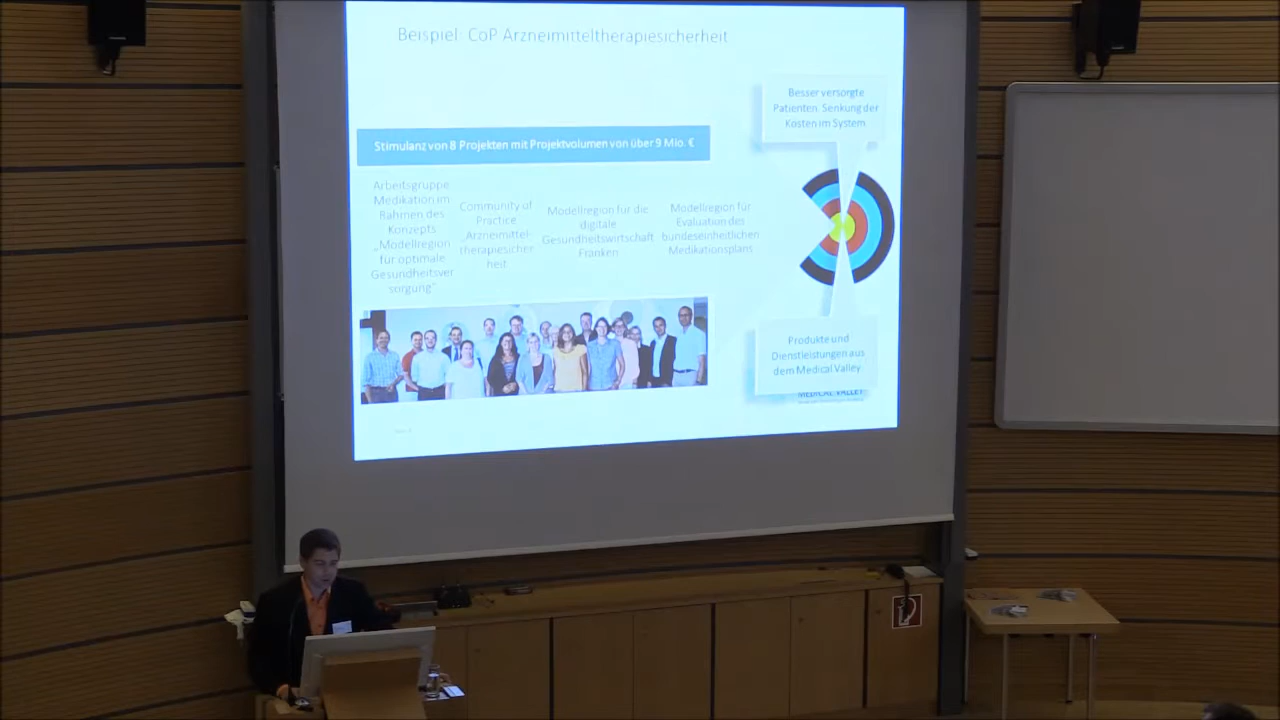 Beispiel: CoP Arzneimitteltherapiesicherheit
Besser versorgte
Patienten. Senkung der
Kosten im System
Stimulanz von 8 Projekten mit Projektvolumen von über 9 Mio. €
Arbeitsgruppe
Medikation im
Rahmen des
Konzepts
„Modellregion
für optimale
Gesundheitsver
sorgung"
Community of
Practice
„Arzneimittel-
therapiesicher
heit
Modellregion für die
digitale
Gesundheitswirtschaft
Franken
Modellregion für
Evaluation des
bundeseinheitlichen
Medikationsplans
Produkte und
Dienstleistungen aus
dem Medical Valley
MEDICAL VALLEY